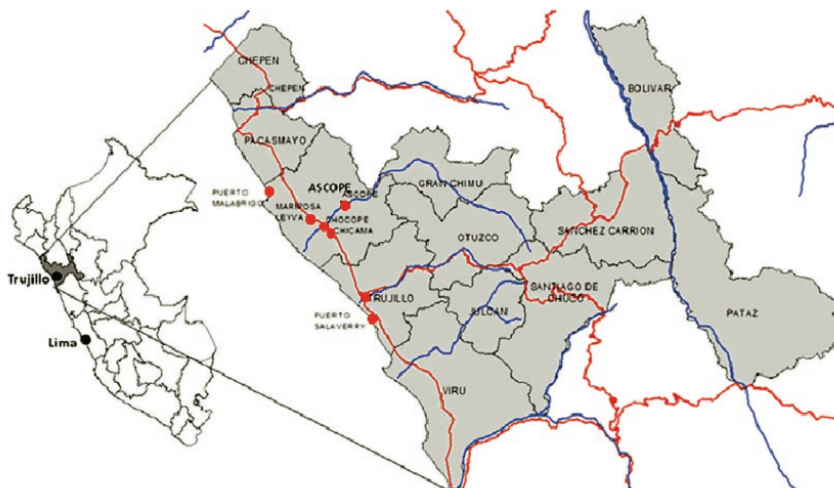 CHEPEN
CHEPEN
BOLIVAR
PACASMAYO
ASCOPE
ASCOPE
GRAN CHIMU
PUERTO
MALABRIGO
MARIPOSA
LEYVA
CHOCOPE
CHICAMA
OTUZCO
SANCHEZ CARRION
Trujillo
TRUJILLO
SANTIAGO DE
CHUCO
JULCAN
PATAZ
PUERTO
SALAVERRY
Lima
VIRU